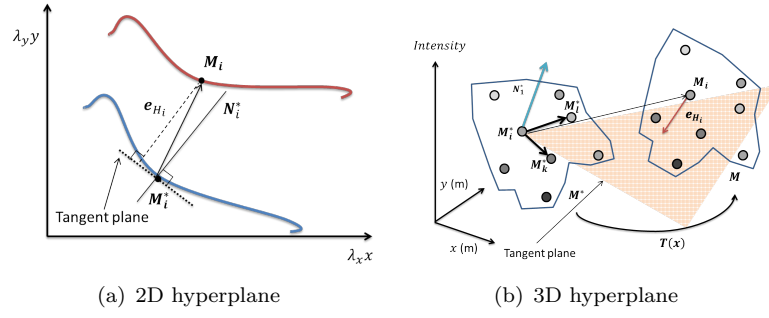 λ_y y
M_i
e_{H_i}
N_i^*
M_i^*
Tangent plane
λ_x x
(a) 2D hyperplane
Intensity
N_1^*
M_l^*
M_i^*
M_k^*
M_i
e_{H_i}
M
y (m)
M^*
x (m)
Tangent plane
T(x)
(b) 3D hyperplane